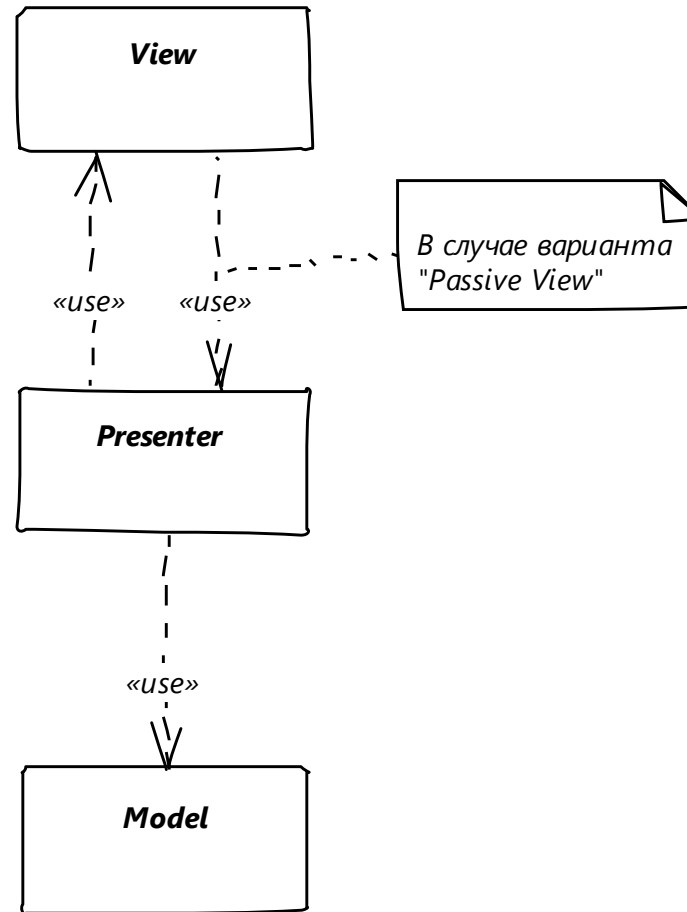 View
В случае варианта
"Passive View"
«use» «use»
Presenter
«use»
Model